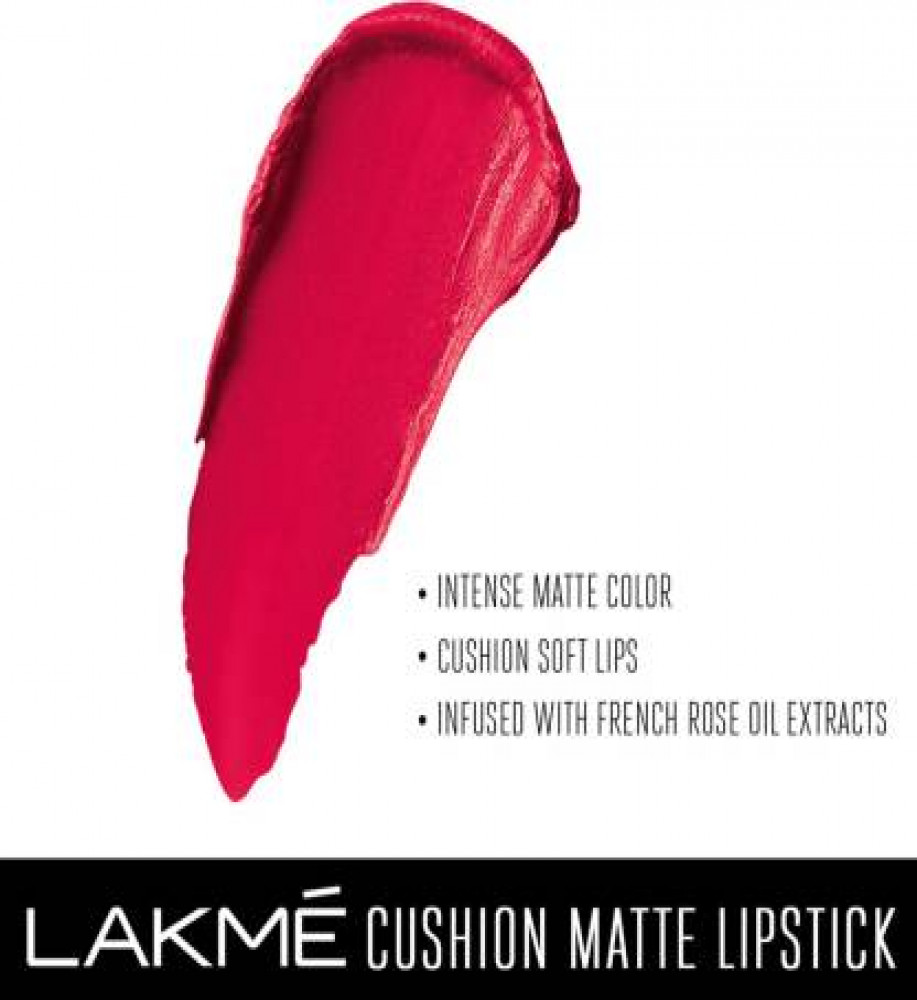 • INTENSE MATTE COLOR
• CUSHION SOFT LIPS
• INFUSED WITH FRENCH ROSE OIL EXTRACTS
LAKMÉ CUSHION MATTE LIPSTICK